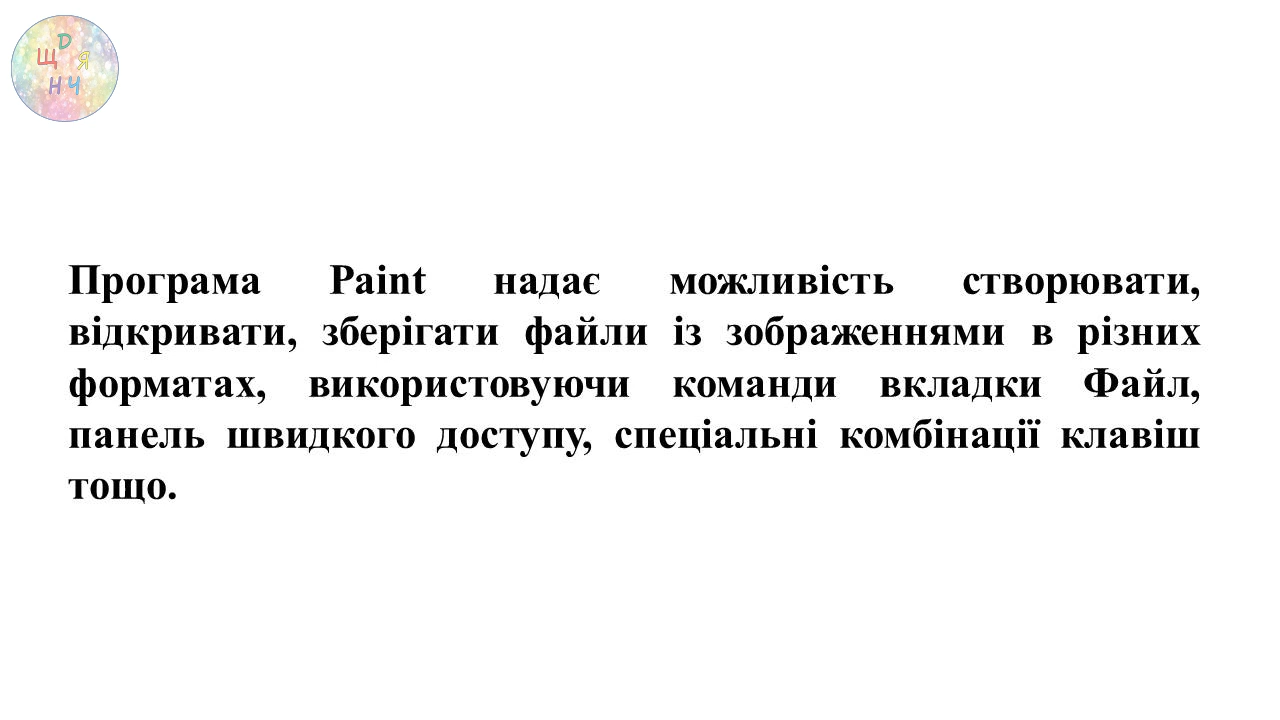 Д
Щ Я
Н Ч
Програма Paint надає можливість створювати,
відкривати, зберігати файли із зображеннями в різних
форматах, використовуючи команди вкладки Файл,
панель швидкого доступу, спеціальні комбінації клавіш
тощо.